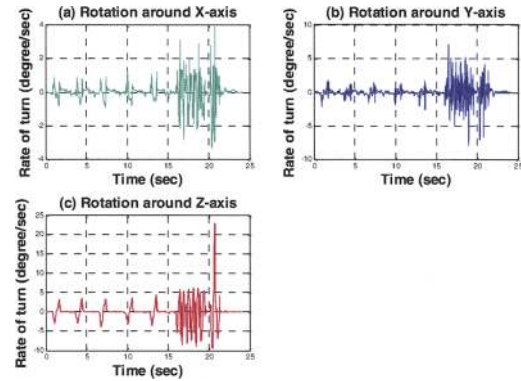 (a) Rotation around X-axis
Rate of turn (degree/sec)
4
2
0
-2
-4
0 5 10 15 20 25
Time (sec)
(b) Rotation around Y-axis
Rate of turn (degree/sec)
10
5
0
-5
-10
0 5 10 15 20 25
Time (sec)
(c) Rotation around Z-axis
Rate of turn (degree/sec)
25
20
15
10
5
0
-5
-10
0 5 10 15 20 25
Time (sec)